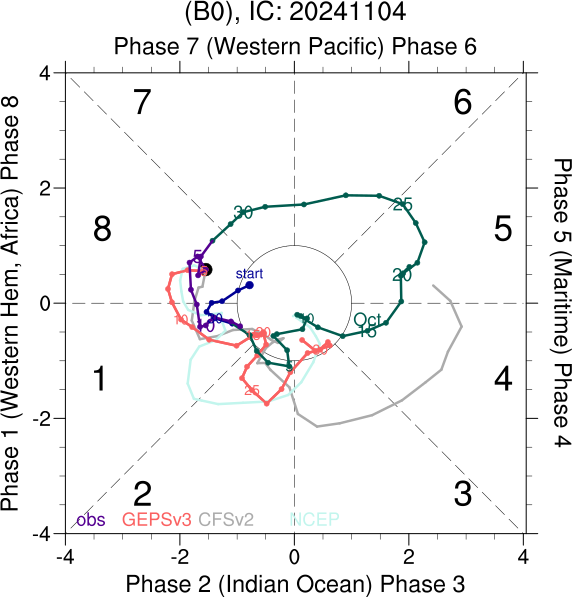 (B0), IC: 20241104
Phase 7 (Western Pacific) Phase 6
Phase 1 (Western Hem, Africa) Phase 8
Phase 5 (Maritime) Phase 4
4
2
0
-2
-4
7
6
8
5
1
4
2
3
30
25
20
15
Oct
5
start
25
obs GEPSv3 CFSv2 NCEP
-4 -2 0 2 4
Phase 2 (Indian Ocean) Phase 3